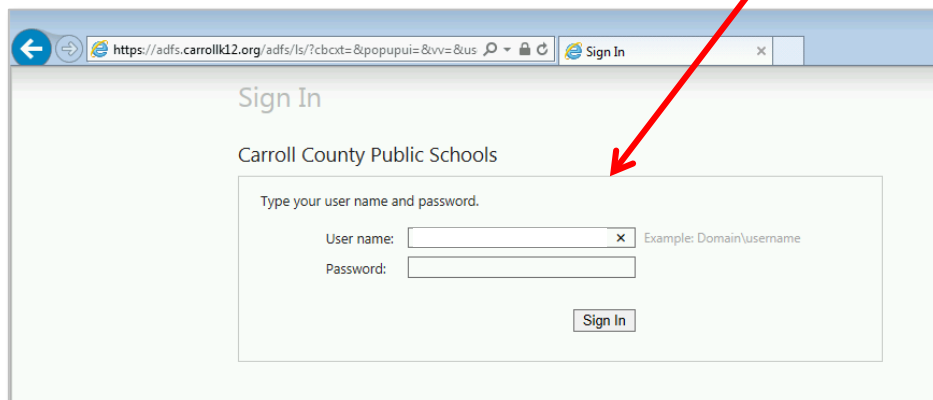 https://adfs.carrollk12.org/adfs/ls/?cbcxt=&popupui=&vv=&us
Sign In
Sign In
Carroll County Public Schools
Type your user name and password.
User name: Example: Domain\username
Password:
Sign In